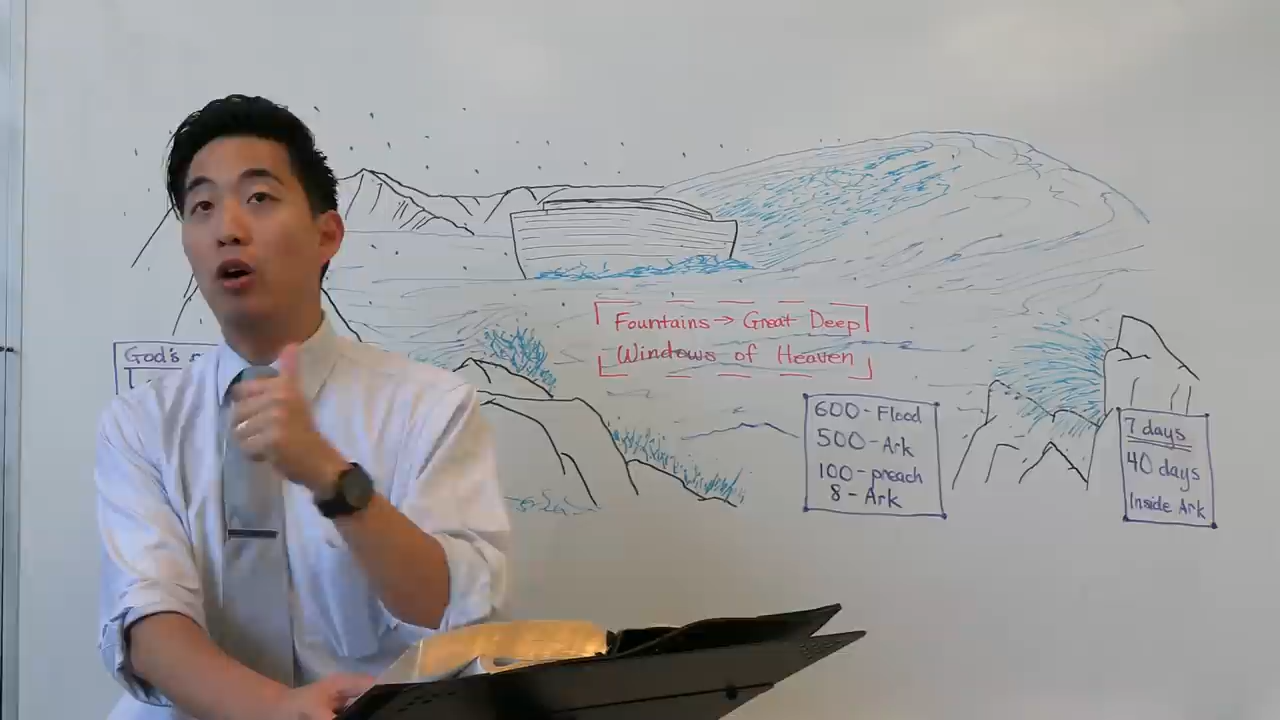 Fountains → Great Deep
Windows of Heaven
God's
600 - Flood
500 - Ark
100 - preach
8 - Ark
7 days
40 days
Inside Ark